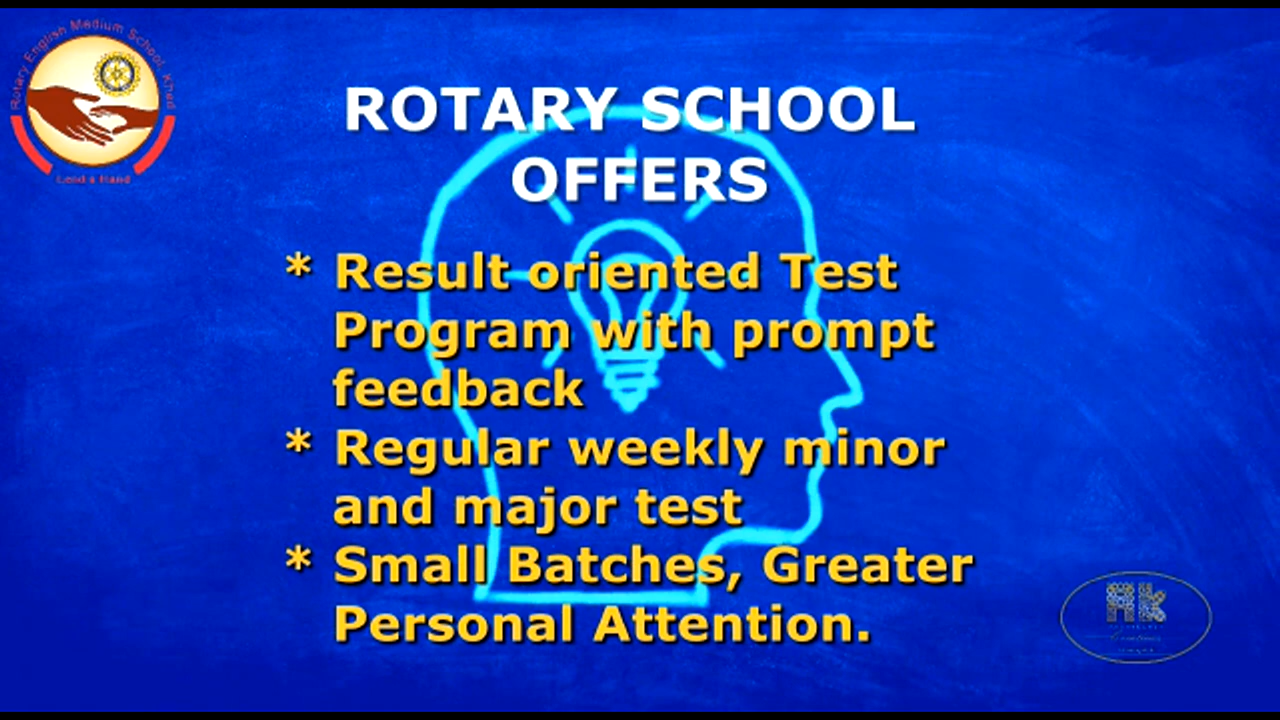 Rotary English Medium School, Khed
Lend a Hand
ROTARY SCHOOL
OFFERS
* Result oriented Test
Program with prompt
feedback
* Regular weekly minor
and major test
* Small Batches, Greater
Personal Attention.